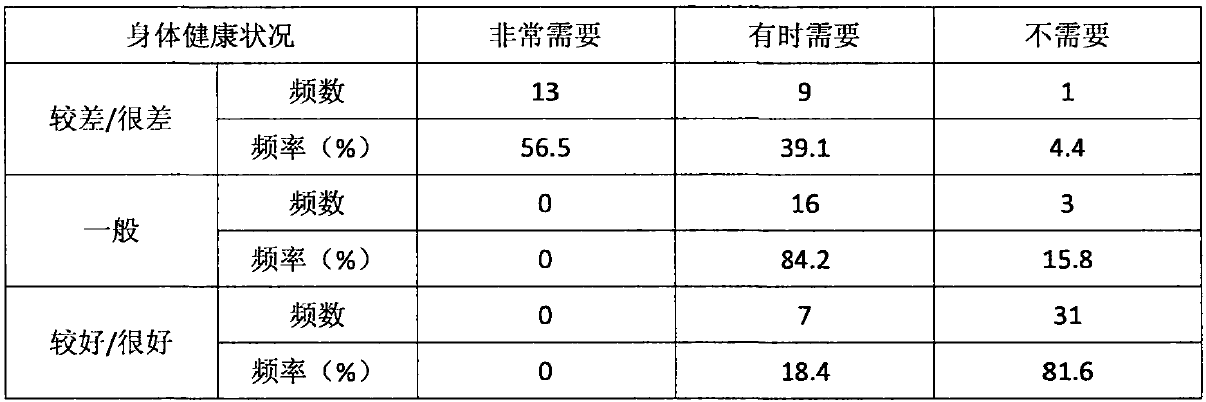 身体健康状况 非常需要 有时需要 不需要
较差/很差 频数 13 9 1
频率（%） 56.5 39.1 4.4
一般 频数 0 16 3
频率（%） 0 84.2 15.8
较好/很好 频数 0 7 31
频率（%） 0 18.4 81.6